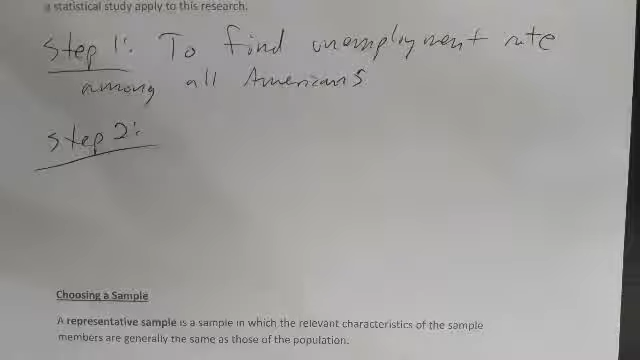 a statistical study apply to this research.
Step 1: To find unemployment rate
among all Americans
Step 2:
Choosing a Sample
A representative sample is a sample in which the relevant characteristics of the sample
members are generally the same as those of the population.